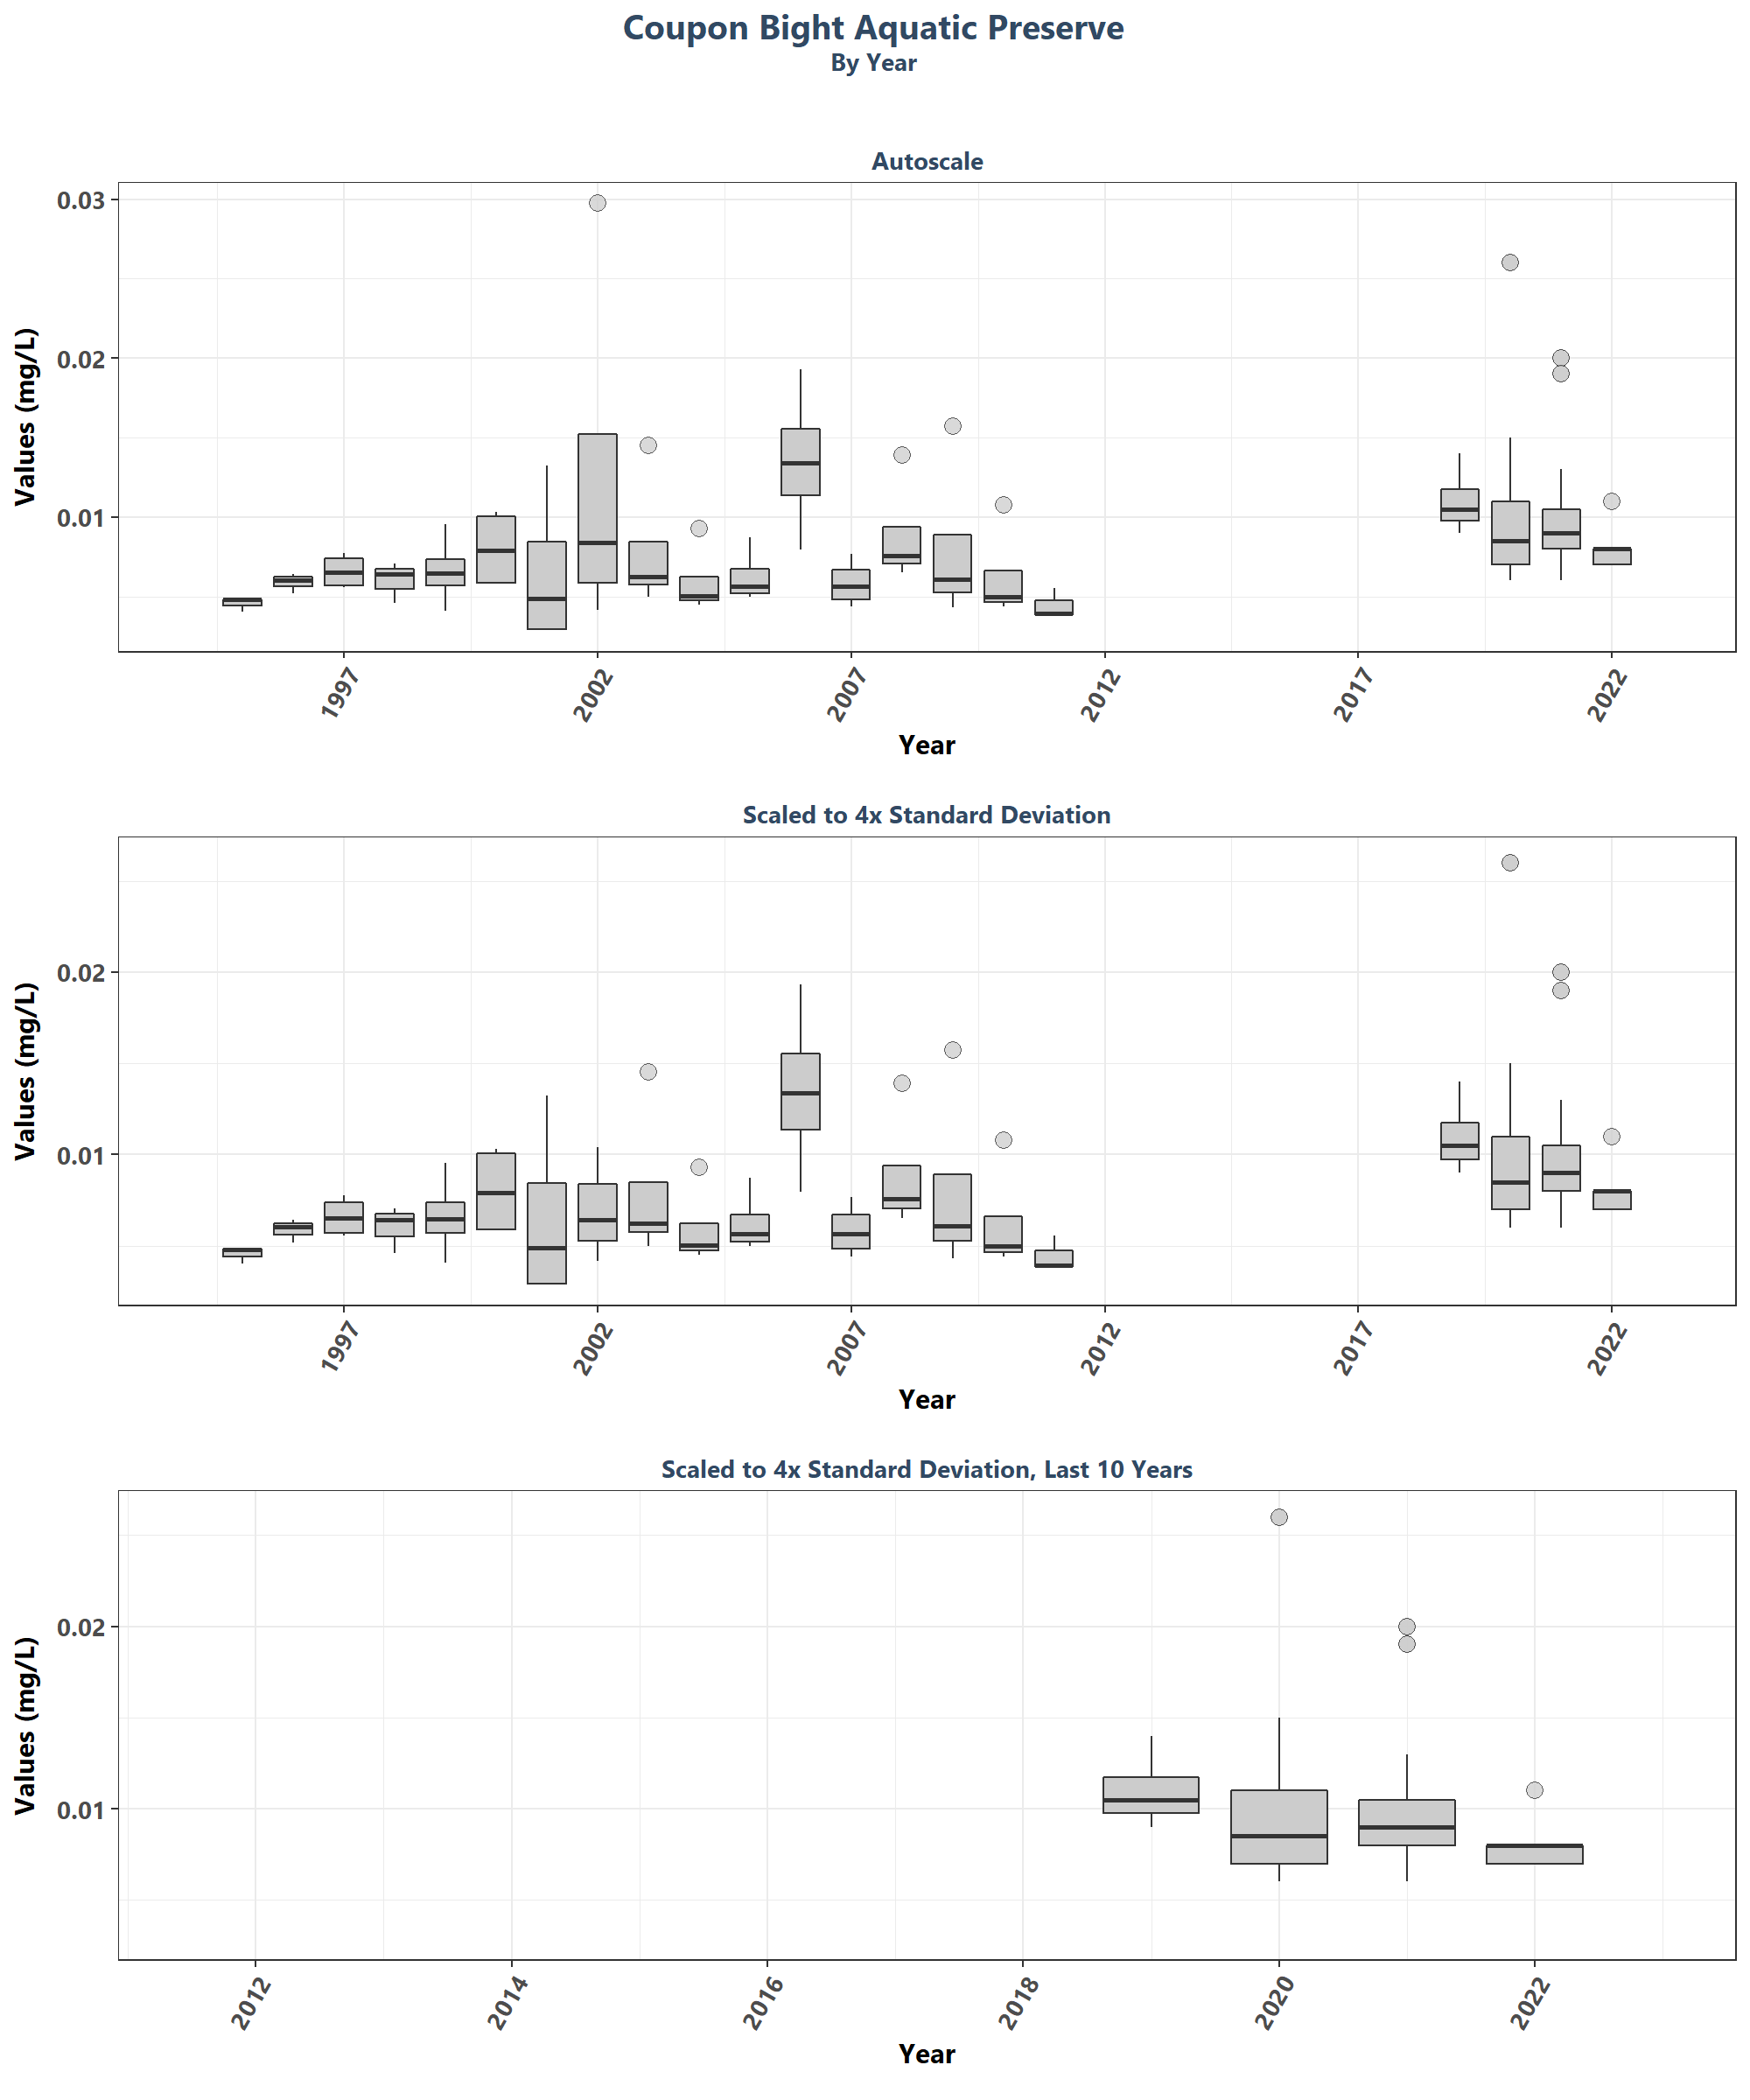 Coupon Bight Aquatic Preserve
By Year
Autoscale
Values (mg/L)
0.03
0.02
0.01
1997 2002 2007 2012 2017 2022
Year
Scaled to 4x Standard Deviation
Values (mg/L)
0.02
0.01
1997 2002 2007 2012 2017 2022
Year
Scaled to 4x Standard Deviation, Last 10 Years
Values (mg/L)
0.02
0.01
2012 2014 2016 2018 2020 2022
Year